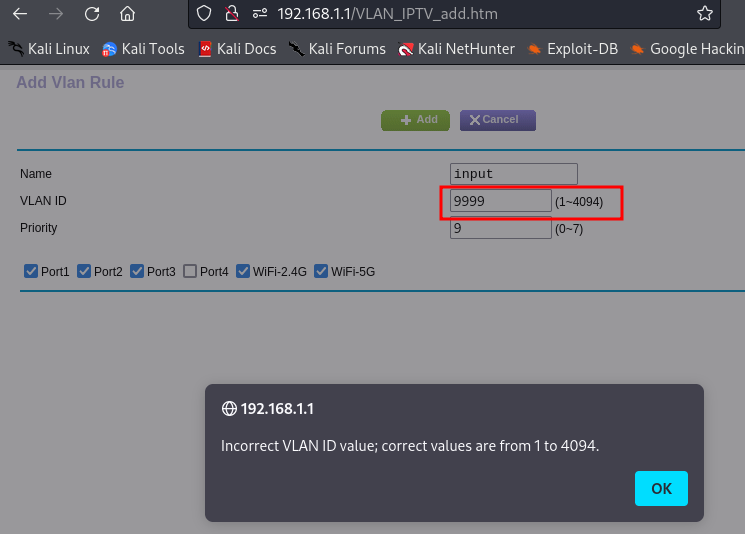 192.168.1.1/VLAN_IPTV_add.htm
Kali Linux Kali Tools Kali Docs Kali Forums Kali NetHunter Exploit-DB Google Hackin
Add Vlan Rule
Add Cancel
Name input
VLAN ID 9999 (1~4094)
Priority 9 (0~7)
Port1 Port2 Port3 Port4 WiFi-2.4G WiFi-5G
192.168.1.1
Incorrect VLAN ID value; correct values are from 1 to 4094.
OK